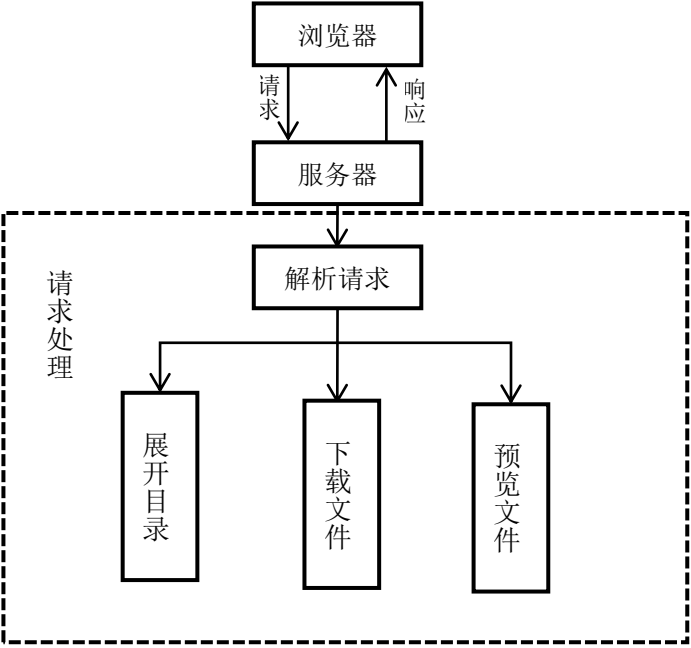 浏览器
请求
响应
服务器
请求处理
解析请求
展开目录
下载文件
预览文件